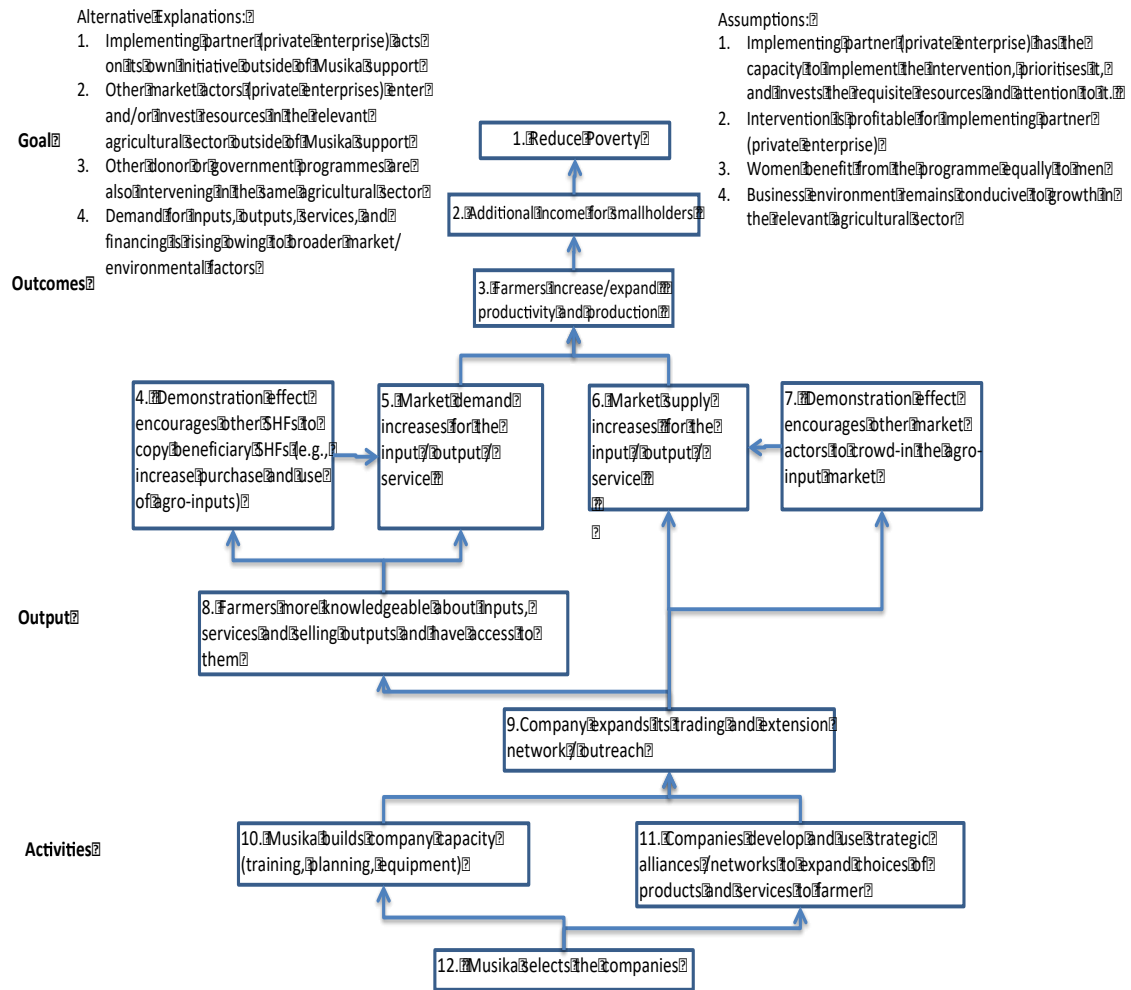 Alternative Explanations:
1. Implementing partner (private enterprise) acts
on its own initiative outside of Musika support
2. Other market actors (private enterprises) enter
and/or invest resources in the relevant
agricultural sector outside of Musika support
3. Other donor or government programmes are
also intervening in the same agricultural sector
4. Demand for inputs, outputs, services, and
financing is rising owing to broader market/
environmental factors
Assumptions:
1. Implementing partner (private enterprise) has the
capacity to implement the intervention, prioritises it,
and invests the requisite resources and attention to it.
2. Intervention is profitable for implementing partner
(private enterprise)
3. Women benefit from the programme equally to men
4. Business environment remains conducive to growth in
the relevant agricultural sector
Goal
1. Reduce Poverty
2. Additional income for smallholders
Outcomes
3. Farmers increase/expand
productivity and production
4. Demonstration effect
encourages other SHFs to
copy beneficiary SHFs (e.g.,
increase purchase and use
of agro-inputs)
5. Market demand
increases for the
input / output /
service
6. Market supply
increases for the
input / output /
service
7. Demonstration effect
encourages other market
actors to crowd-in the agro-
input market
Output
8. Farmers more knowledgeable about inputs,
services and selling outputs and have access to
them
9.Company expands its trading and extension
network / outreach
Activities
10. Musika builds company capacity
(training, planning, equipment)
11. Companies develop and use strategic
alliances /networks to expand choices of
products and services to farmer
12. Musika selects the companies